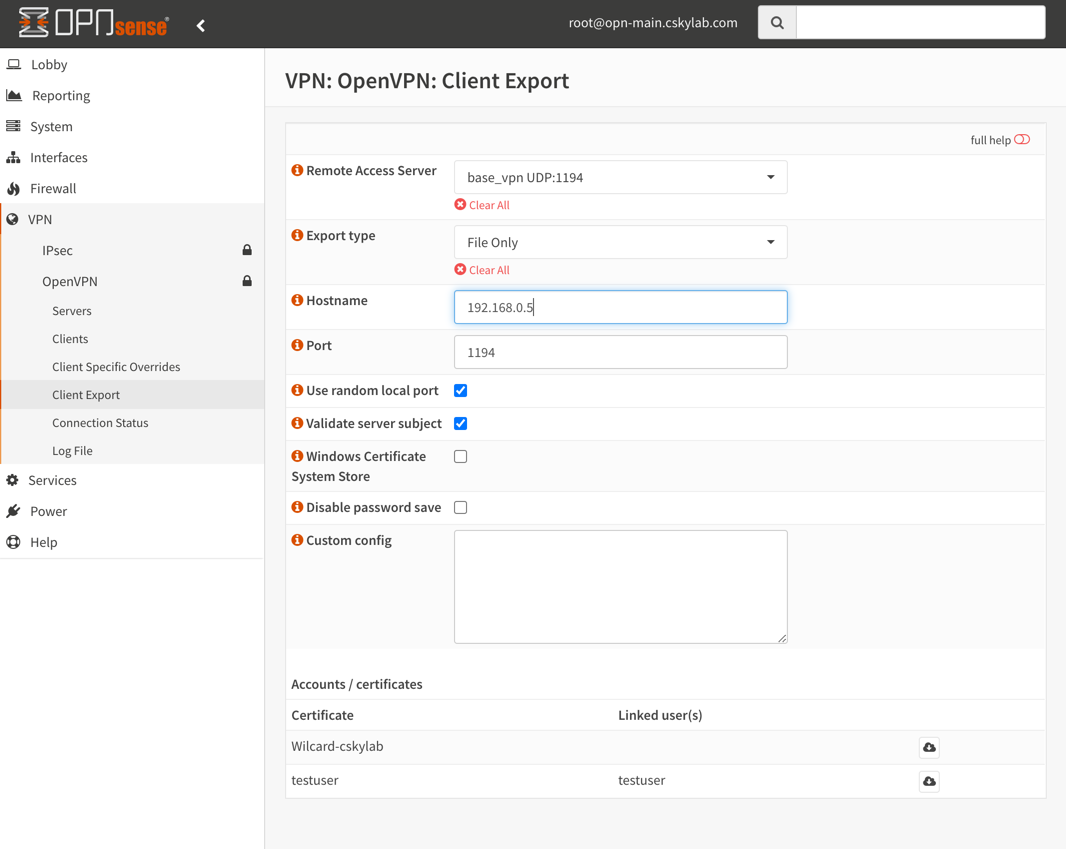 OPNsense®
root@opn-main.cskylab.com
Lobby
Reporting
System
Interfaces
Firewall
VPN
IPsec
OpenVPN
Servers
Clients
Client Specific Overrides
Client Export
Connection Status
Log File
Services
Power
Help
VPN: OpenVPN: Client Export
full help
Remote Access Server
base_vpn UDP:1194
Clear All
Export type
File Only
Clear All
Hostname
192.168.0.5
Port
1194
Use random local port
Validate server subject
Windows Certificate
System Store
Disable password save
Custom config
Accounts / certificates
Certificate Linked user(s)
Wilcard-cskylab
testuser testuser